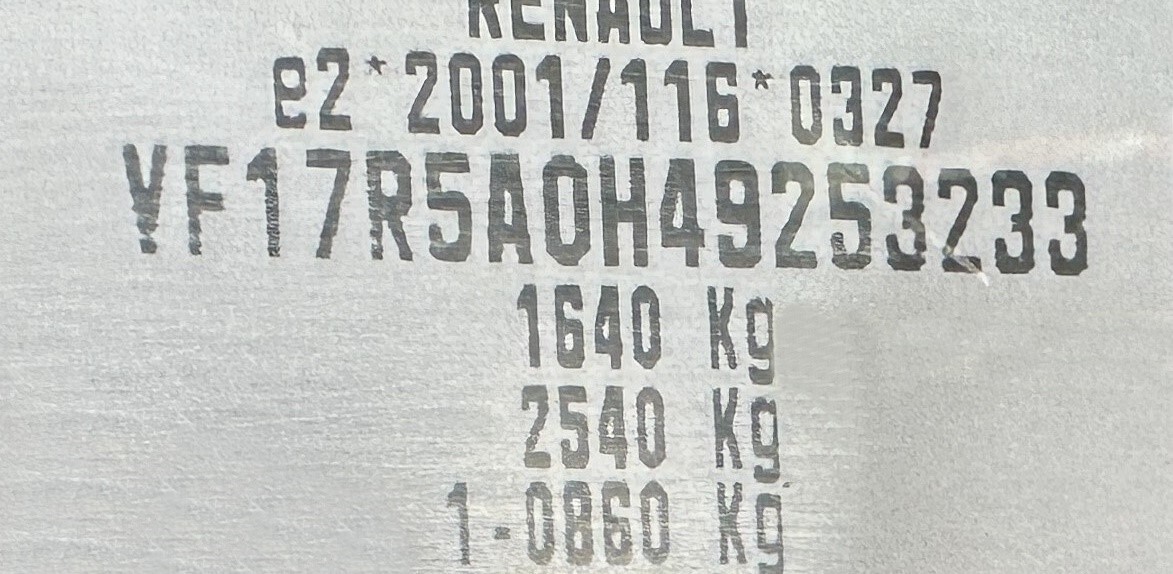 RENAULT
e2*2001/116*0327
VF17R5A0H49253233
1640 Kg
2540 Kg
1-0860 Kg